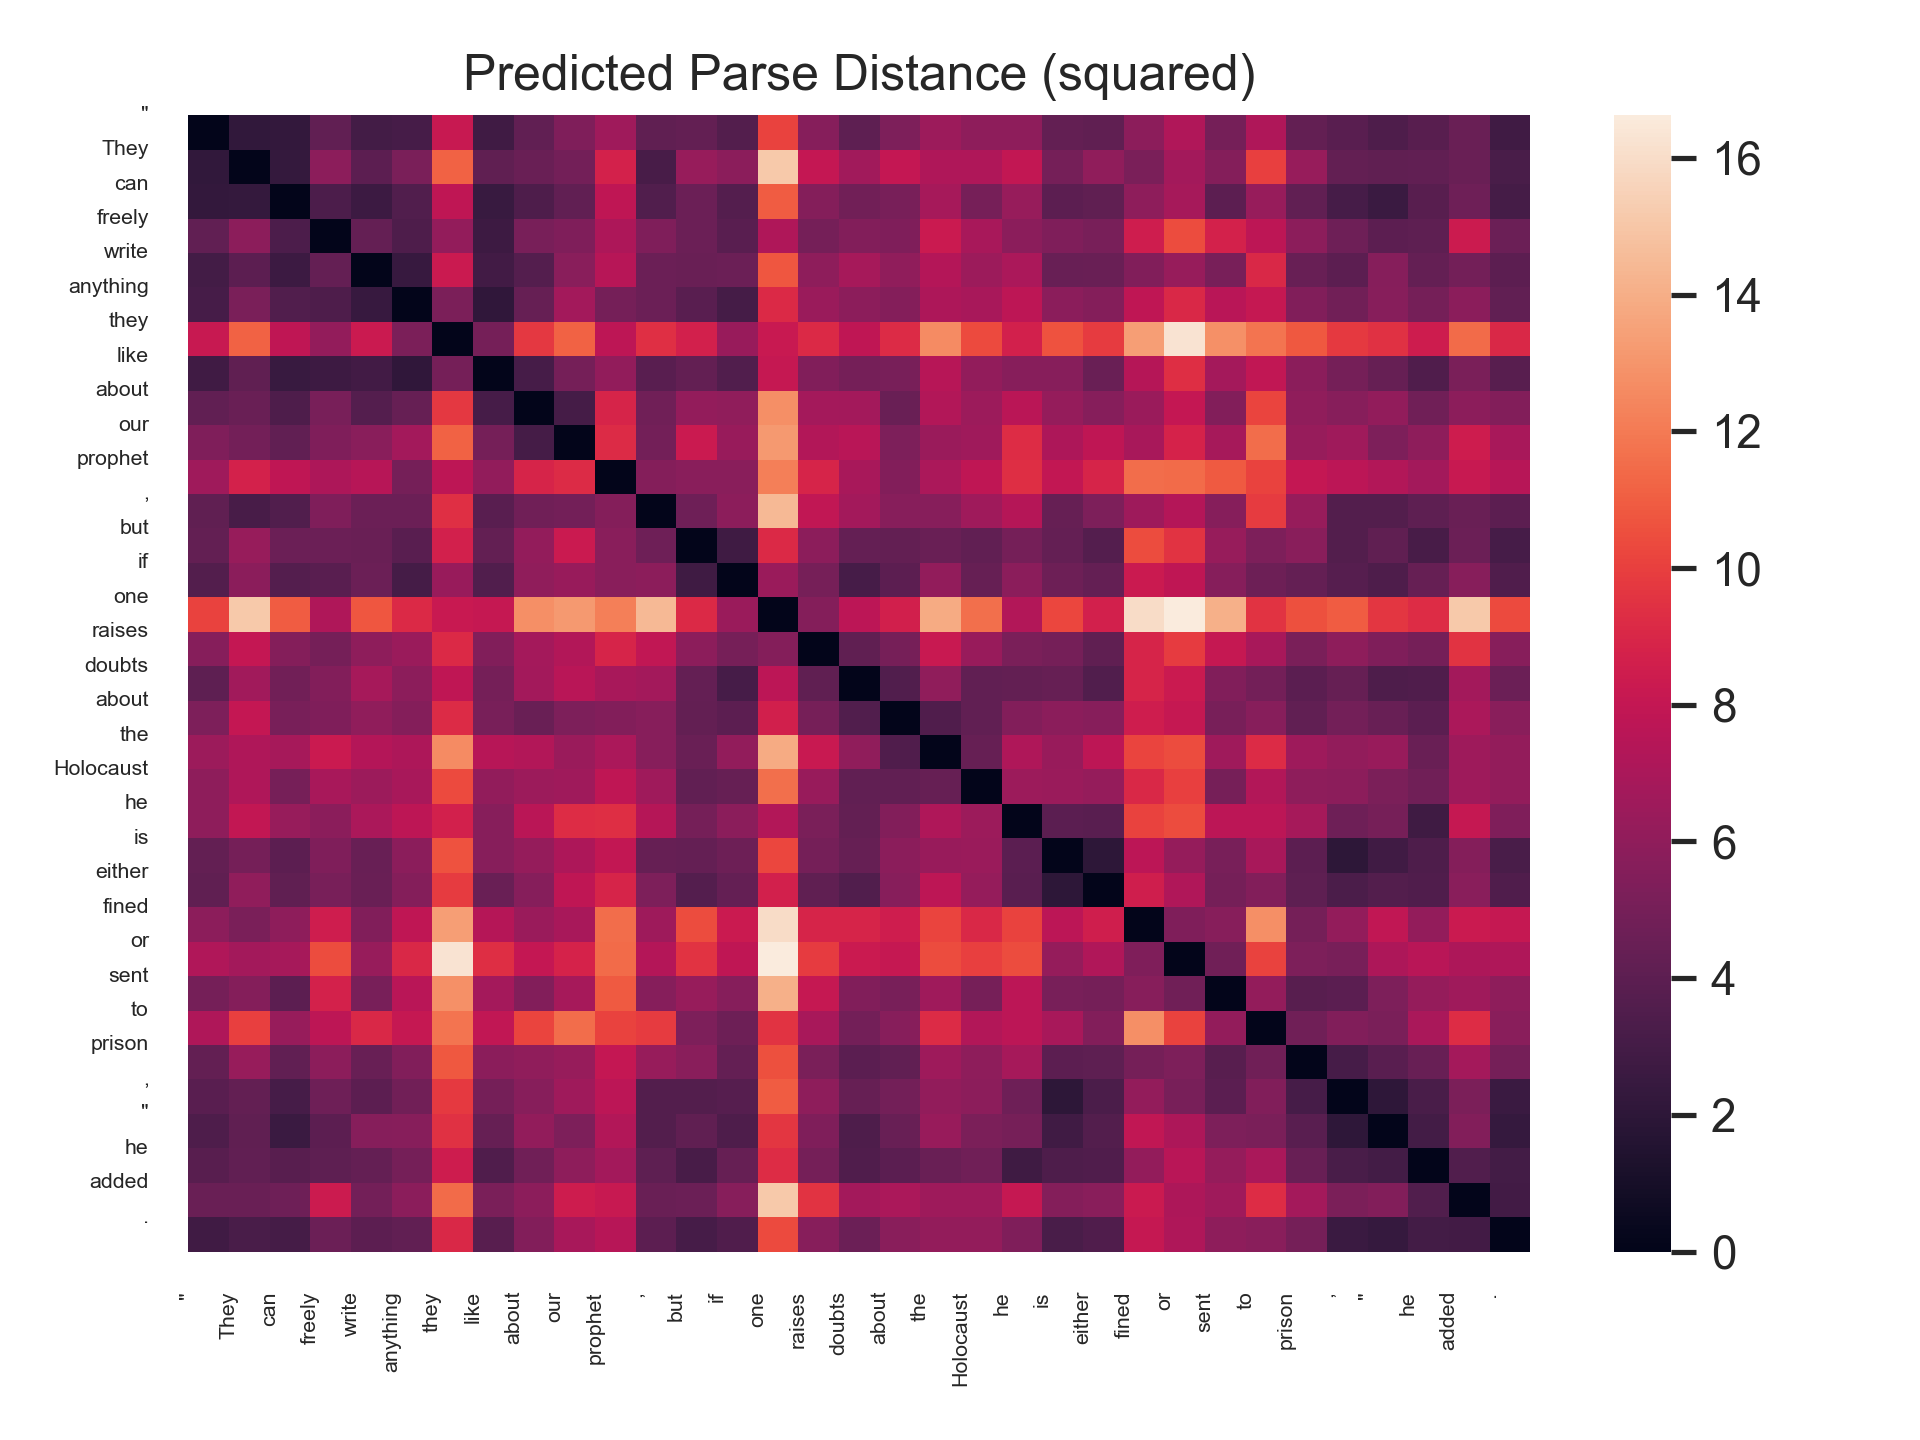 Predicted Parse Distance (squared)
"
They
can
freely
write
anything
they
like
about
our
prophet
,
but
if
one
raises
doubts
about
the
Holocaust
he
is
either
fined
or
sent
to
prison
,
"
he
added
.
" They can freely write anything they like about our prophet , but if one raises doubts about the Holocaust he is either fined or sent to prison , " he added .
16
14
12
10
8
6
4
2
0